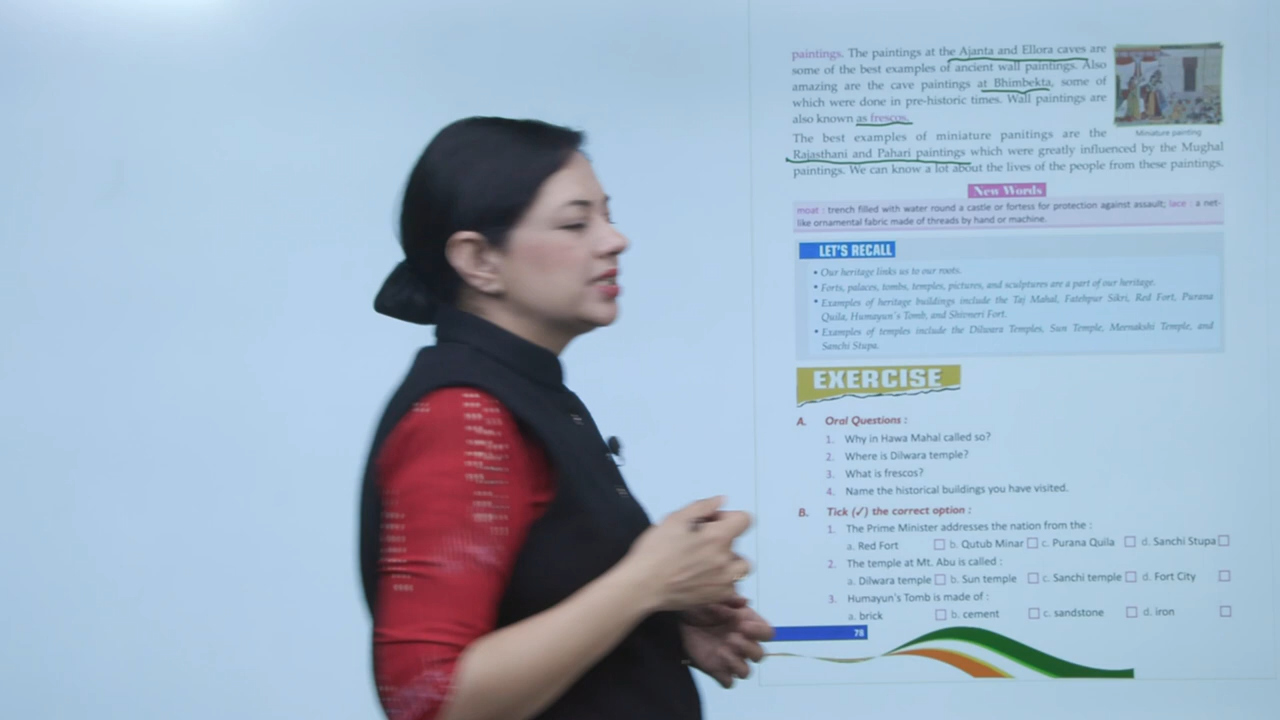 paintings. The paintings at the Ajanta and Ellora caves are
some of the best examples of ancient wall paintings. Also
amazing are the cave paintings at Bhimbekta, some of
which were done in pre-historic times. Wall paintings are
also known as frescos.
Miniature painting
The best examples of miniature panitings are the
Rajasthani and Pahari paintings which were greatly influenced by the Mughal
paintings. We can know a lot about the lives of the people from these paintings.
New Words
moat : trench filled with water round a castle or fortess for protection against assault; lace : a net-
like ornamental fabric made of threads by hand or machine.
LET'S RECALL
• Our heritage links us to our roots.
• Forts, palaces, tombs, temples, pictures, and sculptures are a part of our heritage.
• Examples of heritage buildings include the Taj Mahal, Fatehpur Sikri, Red Fort, Purana
Quila, Humayun's Tomb, and Shivneri Fort.
• Examples of temples include the Dilwara Temples, Sun Temple, Meenakshi Temple, and
Sanchi Stupa.
EXERCISE
A. Oral Questions :
1. Why in Hawa Mahal called so?
2. Where is Dilwara temple?
3. What is frescos?
4. Name the historical buildings you have visited.
B. Tick (✓) the correct option :
1. The Prime Minister addresses the nation from the :
a. Red Fort □ b. Qutub Minar □ c. Purana Quila □ d. Sanchi Stupa □
2. The temple at Mt. Abu is called :
a. Dilwara temple □ b. Sun temple □ c. Sanchi temple □ d. Fort City □
3. Humayun's Tomb is made of :
a. brick □ b. cement □ c. sandstone □ d. iron □
78